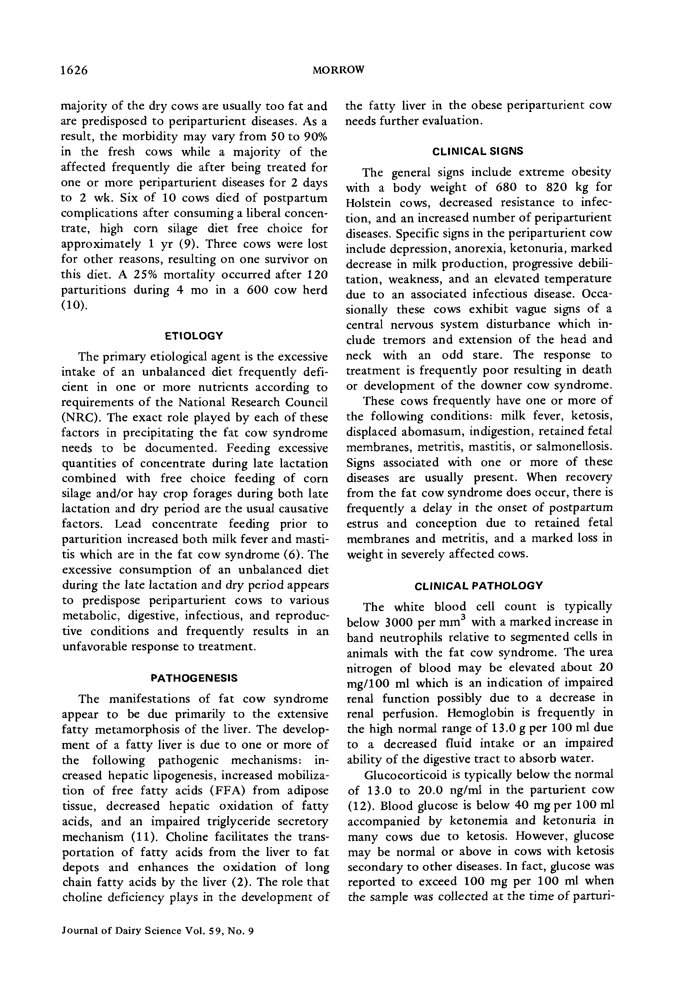 1626
MORROW
majority of the dry cows are usually too fat and
are predisposed to periparturient diseases. As a
result, the morbidity may vary from 50 to 90%
in the fresh cows while a majority of the
affected frequently die after being treated for
one or more periparturient diseases for 2 days
to 2 wk. Six of 10 cows died of postpartum
complications after consuming a liberal concen-
trate, high corn silage diet free choice for
approximately 1 yr (9). Three cows were lost
for other reasons, resulting on one survivor on
this diet. A 25% mortality occurred after 120
parturitions during 4 mo in a 600 cow herd
(10).
ETIOLOGY
The primary etiological agent is the excessive
intake of an unbalanced diet frequently defi-
cient in one or more nutrients according to
requirements of the National Research Council
(NRC). The exact role played by each of these
factors in precipitating the fat cow syndrome
needs to be documented. Feeding excessive
quantities of concentrate during late lactation
combined with free choice feeding of corn
silage and/or hay crop forages during both late
lactation and dry period are the usual causative
factors. Lead concentrate feeding prior to
parturition increased both milk fever and masti-
tis which are in the fat cow syndrome (6). The
excessive consumption of an unbalanced diet
during the late lactation and dry period appears
to predispose periparturient cows to various
metabolic, digestive, infectious, and reproduc-
tive conditions and frequently results in an
unfavorable response to treatment.
PATHOGENESIS
The manifestations of fat cow syndrome
appear to be due primarily to the extensive
fatty metamorphosis of the liver. The develop-
ment of a fatty liver is due to one or more of
the following pathogenic mechanisms: in-
creased hepatic lipogenesis, increased mobiliza-
tion of free fatty acids (FFA) from adipose
tissue, decreased hepatic oxidation of fatty
acids, and an impaired triglyceride secretory
mechanism (11). Choline facilitates the trans-
portation of fatty acids from the liver to fat
depots and enhances the oxidation of long
chain fatty acids by the liver (2). The role that
choline deficiency plays in the development of
the fatty liver in the obese periparturient cow
needs further evaluation.
CLINICAL SIGNS
The general signs include extreme obesity
with a body weight of 680 to 820 kg for
Holstein cows, decreased resistance to infec-
tion, and an increased number of periparturient
diseases. Specific signs in the periparturient cow
include depression, anorexia, ketonuria, marked
decrease in milk production, progressive debili-
tation, weakness, and an elevated temperature
due to an associated infectious disease. Occa-
sionally these cows exhibit vague signs of a
central nervous system disturbance which in-
clude tremors and extension of the head and
neck with an odd stare. The response to
treatment is frequently poor resulting in death
or development of the downer cow syndrome.
These cows frequently have one or more of
the following conditions: milk fever, ketosis,
displaced abomasum, indigestion, retained fetal
membranes, metritis, mastitis, or salmonellosis.
Signs associated with one or more of these
diseases are usually present. When recovery
from the fat cow syndrome does occur, there is
frequently a delay in the onset of postpartum
estrus and conception due to retained fetal
membranes and metritis, and a marked loss in
weight in severely affected cows.
CLINICAL PATHOLOGY
The white blood cell count is typically
below 3000 per mm³ with a marked increase in
band neutrophils relative to segmented cells in
animals with the fat cow syndrome. The urea
nitrogen of blood may be elevated about 20
mg/100 ml which is an indication of impaired
renal function possibly due to a decrease in
renal perfusion. Hemoglobin is frequently in
the high normal range of 13.0 g per 100 ml due
to a decreased fluid intake or an impaired
ability of the digestive tract to absorb water.
Glucocorticoid is typically below the normal
of 13.0 to 20.0 ng/ml in the parturient cow
(12). Blood glucose is below 40 mg per 100 ml
accompanied by ketonemia and ketonuria in
many cows due to ketosis. However, glucose
may be normal or above in cows with ketosis
secondary to other diseases. In fact, glucose was
reported to exceed 100 mg per 100 ml when
the sample was collected at the time of parturi-
Journal of Dairy Science Vol. 59, No. 9